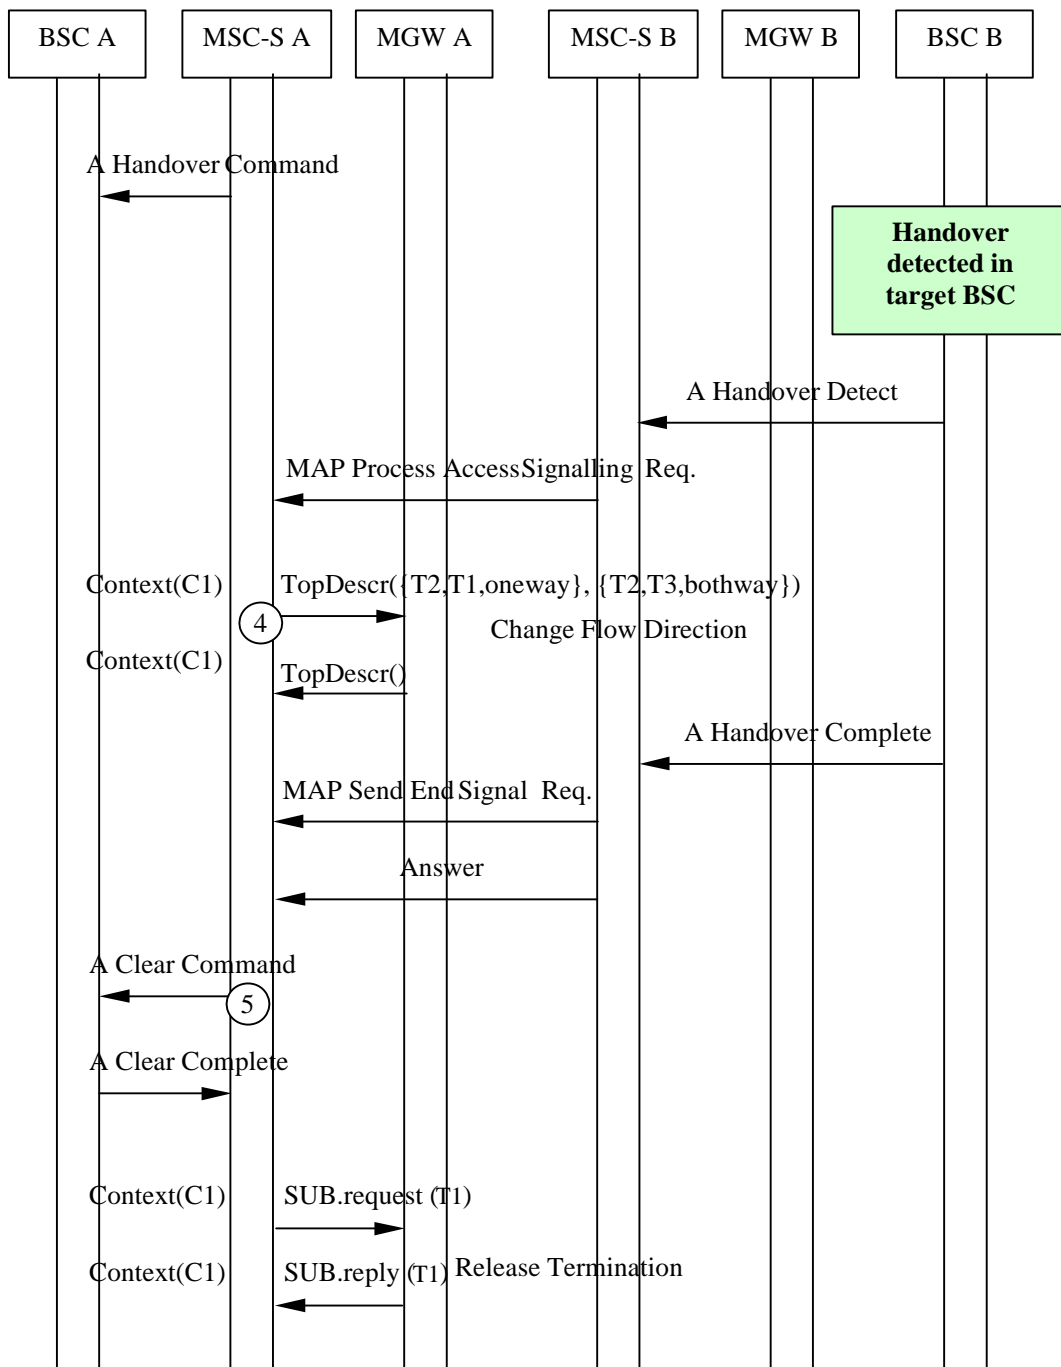 BSC A
MSC-S A
MGW A
MSC-S B
MGW B
BSC B
A Handover Command
Handover
detected in
target BSC
A Handover Detect
MAP Process AccessSignalling Req.
Context(C1)
TopDescr({T2,T1,oneway}, {T2,T3,bothway})
4
Change Flow Direction
Context(C1)
TopDescr()
A Handover Complete
MAP Send End Signal Req.
Answer
A Clear Command
5
A Clear Complete
Context(C1)
SUB.request (T1)
Context(C1)
SUB.reply (T1)
Release Termination